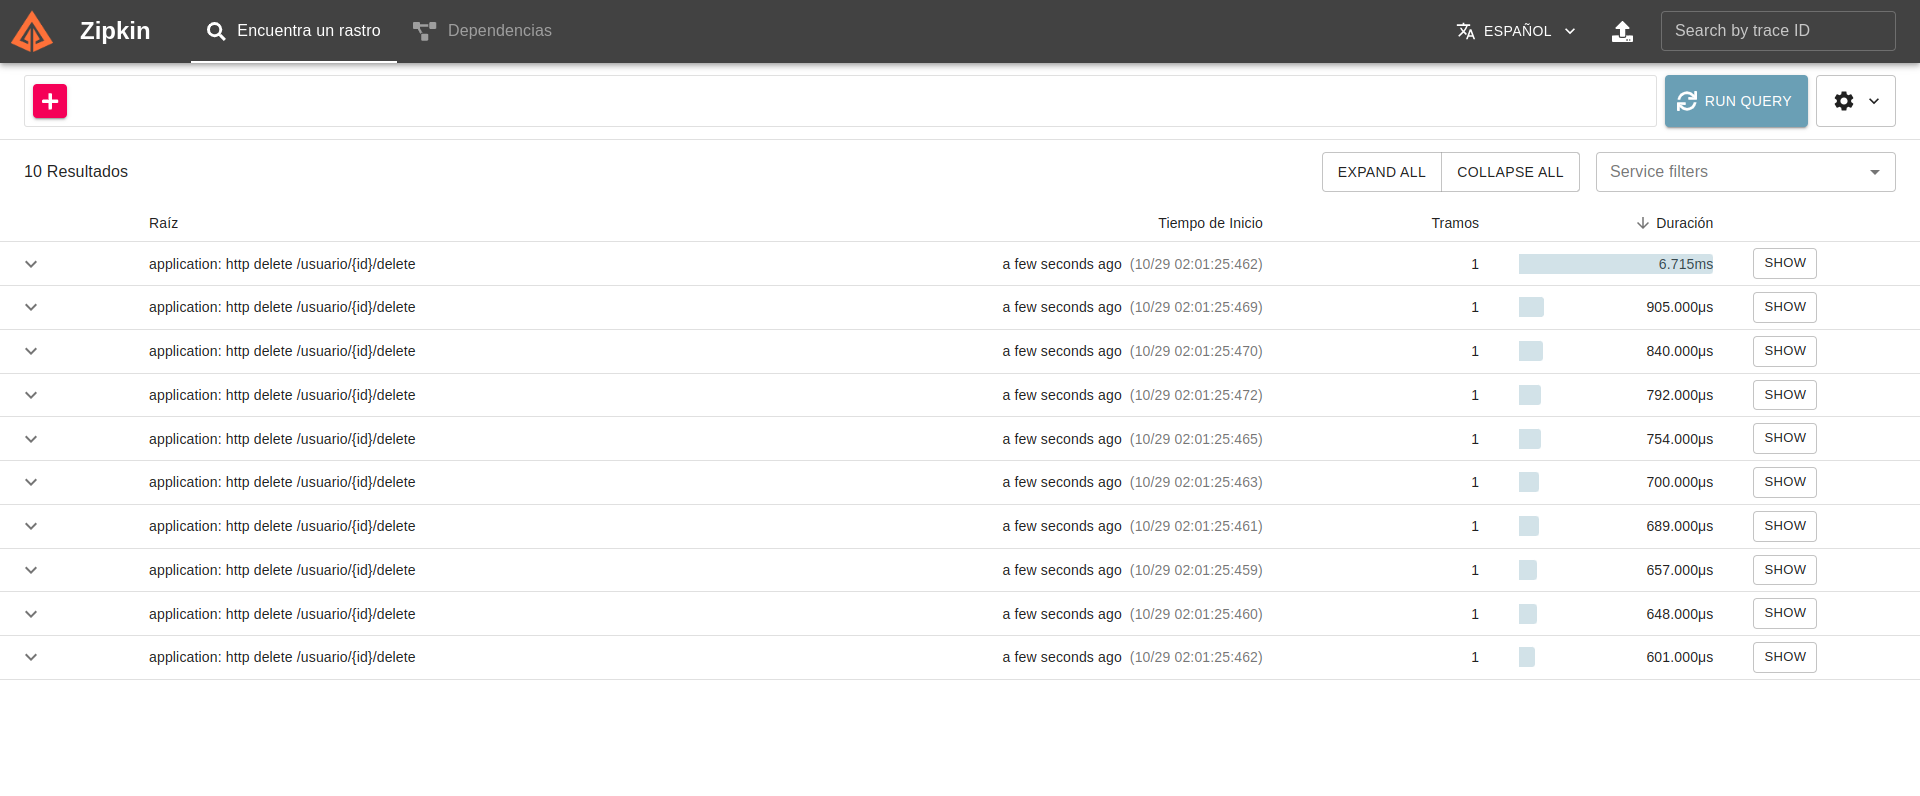 Zipkin Encuentra un rastro Dependencias ESPAÑOL Search by trace ID
RUN QUERY
10 Resultados EXPAND ALL COLLAPSE ALL Service filters
Raíz Tiempo de Inicio Tramos Duración
application: http delete /usuario/{id}/delete a few seconds ago (10/29 02:01:25:462) 1 6.715ms SHOW
application: http delete /usuario/{id}/delete a few seconds ago (10/29 02:01:25:469) 1 905.000μs SHOW
application: http delete /usuario/{id}/delete a few seconds ago (10/29 02:01:25:470) 1 840.000μs SHOW
application: http delete /usuario/{id}/delete a few seconds ago (10/29 02:01:25:472) 1 792.000μs SHOW
application: http delete /usuario/{id}/delete a few seconds ago (10/29 02:01:25:465) 1 754.000μs SHOW
application: http delete /usuario/{id}/delete a few seconds ago (10/29 02:01:25:463) 1 700.000μs SHOW
application: http delete /usuario/{id}/delete a few seconds ago (10/29 02:01:25:461) 1 689.000μs SHOW
application: http delete /usuario/{id}/delete a few seconds ago (10/29 02:01:25:459) 1 657.000μs SHOW
application: http delete /usuario/{id}/delete a few seconds ago (10/29 02:01:25:460) 1 648.000μs SHOW
application: http delete /usuario/{id}/delete a few seconds ago (10/29 02:01:25:462) 1 601.000μs SHOW